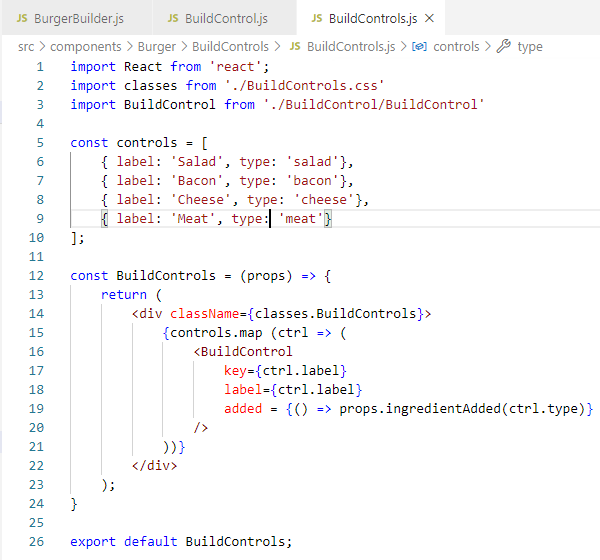 JS BurgerBuilder.js JS BuildControl.js JS BuildControls.js ×
src > components > Burger > BuildControls > JS BuildControls.js > controls > type
1 import React from 'react';
2 import classes from './BuildControls.css'
3 import BuildControl from './BuildControl/BuildControl'
4
5 const controls = [
6 { label: 'Salad', type: 'salad'},
7 { label: 'Bacon', type: 'bacon'},
8 { label: 'Cheese', type: 'cheese'},
9 { label: 'Meat', type: 'meat'}
10 ];
11
12 const BuildControls = (props) => {
13 return (
14 <div className={classes.BuildControls}>
15 {controls.map (ctrl => (
16 <BuildControl
17 key={ctrl.label}
18 label={ctrl.label}
19 added = {() => props.ingredientAdded(ctrl.type)}
20 />
21 ))}
22 </div>
23 );
24 }
25
26 export default BuildControls;